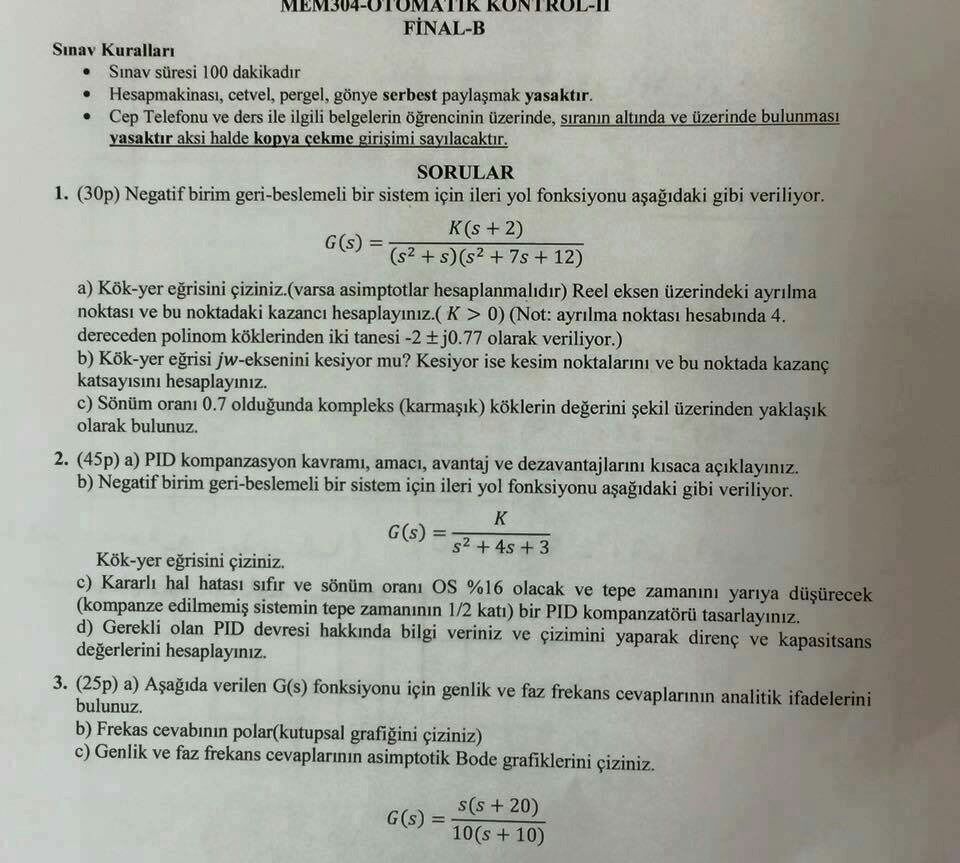 MEM304-OTOMATİK KONTROL-II
FİNAL-B
Sınav Kuralları
• Sınav süresi 100 dakikadır
• Hesapmakinası, cetvel, pergel, gönye serbest paylaşmak yasaktır.
• Cep Telefonu ve ders ile ilgili belgelerin öğrencinin üzerinde, sıranın altında ve üzerinde bulunması
yasaktır aksi halde kopya çekme girişimi sayılacaktır.
SORULAR
1. (30p) Negatif birim geri-beslemeli bir sistem için ileri yol fonksiyonu aşağıdaki gibi veriliyor.
G(s) = K(s + 2) / (s² + s)(s² + 7s + 12)
a) Kök-yer eğrisini çiziniz.(varsa asimptotlar hesaplanmalıdır) Reel eksen üzerindeki ayrılma
noktası ve bu noktadaki kazancı hesaplayınız.( K > 0) (Not: ayrılma noktası hesabında 4.
dereceden polinom köklerinden iki tanesi -2 ±j0.77 olarak veriliyor.)
b) Kök-yer eğrisi jw-eksenini kesiyor mu? Kesiyor ise kesim noktalarını ve bu noktada kazanç
katsayısını hesaplayınız.
c) Sönüm oranı 0.7 olduğunda kompleks (karmaşık) köklerin değerini şekil üzerinden yaklaşık
olarak bulunuz.
2. (45p) a) PID kompanzasyon kavramı, amacı, avantaj ve dezavantajlarını kısaca açıklayınız.
b) Negatif birim geri-beslemeli bir sistem için ileri yol fonksiyonu aşağıdaki gibi veriliyor.
G(s) = K / s² + 4s + 3
Kök-yer eğrisini çiziniz.
c) Kararlı hal hatası sıfır ve sönüm oranı OS %16 olacak ve tepe zamanını yarıya düşürecek
(kompanze edilmemiş sistemin tepe zamanının 1/2 katı) bir PID kompanzatörü tasarlayınız.
d) Gerekli olan PID devresi hakkında bilgi veriniz ve çizimini yaparak direnç ve kapasitsans
değerlerini hesaplayınız.
3. (25p) a) Aşağıda verilen G(s) fonksiyonu için genlik ve faz frekans cevaplarının analitik ifadelerini
bulunuz.
b) Frekas cevabının polar(kutupsal grafiğini çiziniz)
c) Genlik ve faz frekans cevaplarının asimptotik Bode grafiklerini çiziniz.
G(s) = s(s + 20) / 10(s + 10)